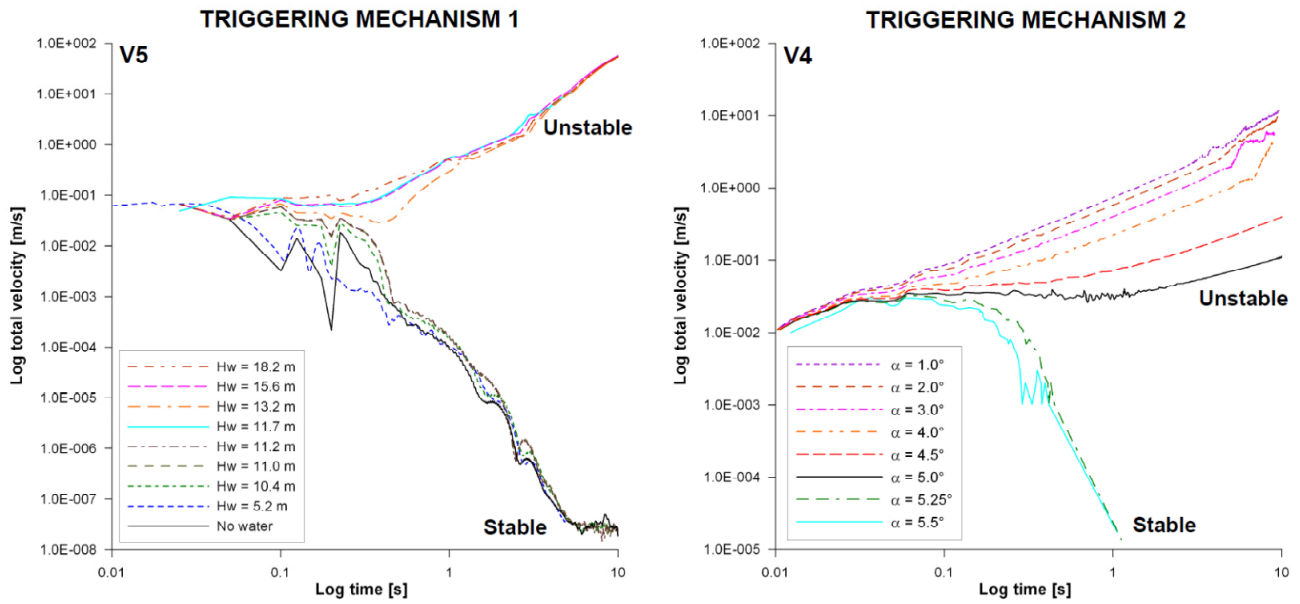 TRIGGERING MECHANISM 1
V5
1.0E+002
1.0E+001
1.0E+000
1.0E-001
1.0E-002
1.0E-003
1.0E-004
1.0E-005
1.0E-006
1.0E-007
1.0E-008
Log total velocity [m/s]
Unstable
Stable
Hw = 18.2 m
Hw = 15.6 m
Hw = 13.2 m
Hw = 11.7 m
Hw = 11.2 m
Hw = 11.0 m
Hw = 10.4 m
Hw = 5.2 m
No water
0.01 0.1 1 10
Log time [s]
TRIGGERING MECHANISM 2
V4
1.0E+002
1.0E+001
1.0E+000
1.0E-001
1.0E-002
1.0E-003
1.0E-004
1.0E-005
Log total velocity [m/s]
Unstable
Stable
α = 1.0°
α = 2.0°
α = 3.0°
α = 4.0°
α = 4.5°
α = 5.0°
α = 5.25°
α = 5.5°
0.01 0.1 1 10
Log time [s]